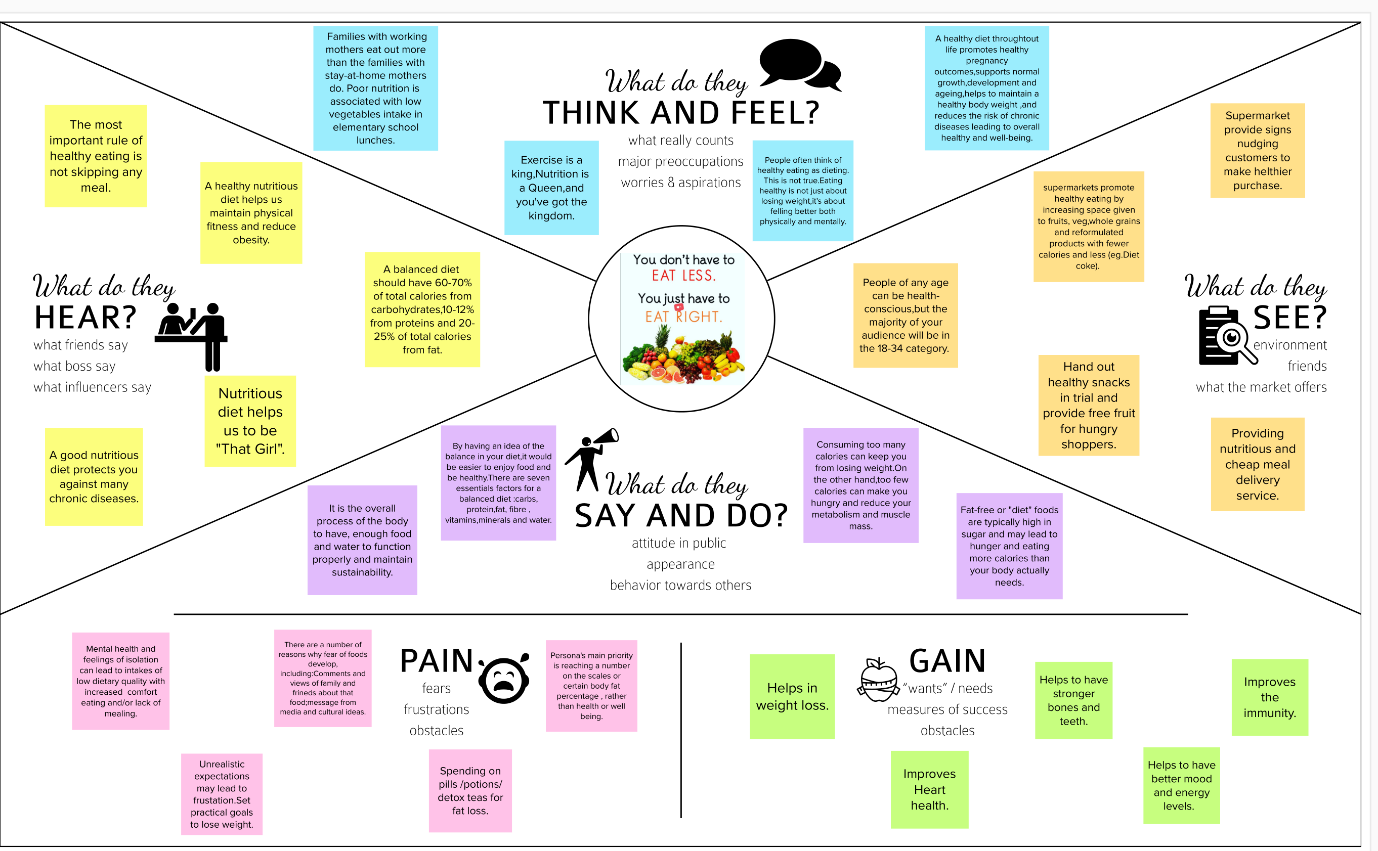 Families with working
mothers eat out more
than the families with
stay-at-home mothers
do. Poor nutrition is
associated with low
vegetables intake in
elementary school
lunches.
What do they
THINK AND FEEL?
what really counts
major preoccupations
worries & aspirations
Exercise is a
king,Nutrition is
a Queen,and
you've got the
kingdom.
People often think of
healthy eating as dieting.
This is not true.Eating
healthy is not just about
losing weight,it's about
felling better both
physically and mentally.
A healthy diet throughtout
life promotes healthy
pregnancy
outcomes,supports normal
growth,development and
ageing,helps to maintain a
healthy body weight ,and
reduces the risk of chronic
diseases leading to overall
healthy and well-being.
The most
important rule of
healthy eating is
not skipping any
meal.
A healthy nutritious
diet helps us
maintain physical
fitness and reduce
obesity.
A balanced diet
should have 60-70%
of total calories from
carbohydrates,10-12%
from proteins and 20-
25% of total calories
from fat.
What do they
HEAR?
what friends say
what boss say
what influencers say
Nutritious
diet helps
us to be
"That Girl".
A good nutritious
diet protects you
against many
chronic diseases.
You don't have to
EAT LESS.
You just have to
EAT RIGHT.
Supermarket
provide signs
nudging
customers to
make helthier
purchase.
supermarkets promote
healthy eating by
increasing space given
to fruits, veg,whole grains
and reformulated
products with fewer
calories and less (eg.Diet
coke).
People of any age
can be health-
conscious,but the
majority of your
audience will be in
the 18-34 category.
What do they
SEE?
environment
friends
what the market offers
Hand out
healthy snacks
in trial and
provide free fruit
for hungry
shoppers.
Providing
nutritious and
cheap meal
delivery
service.
It is the overall
process of the body
to have, enough food
and water to function
properly and maintain
sustainability.
By having an idea of the
balance in your diet,it would
be easier to enjoy food and
be healthy.There are seven
essentials factors for a
balanced diet :carbs,
protein,fat, fibre ,
vitamins,minerals and water.
What do they
SAY AND DO?
attitude in public
appearance
behavior towards others
Consuming too many
calories can keep you
from losing weight.On
the other hand,too few
calories can make you
hungry and reduce your
metabolism and muscle
mass.
Fat-free or "diet" foods
are typically high in
sugar and may lead to
hunger and eating
more calories than
your body actually
needs.
Mental health and
feelings of isolation
can lead to intakes of
low dietary quality with
increased comfort
eating and/or lack of
mealing.
There are a number of
reasons why fear of foods
develop,
including:Comments and
views of family and
frineds about that
food;message from
media and cultural ideas.
PAIN
fears
frustrations
obstacles
Persona's main priority
is reaching a number
on the scales or
certain body fat
percentage , rather
than health or well
being.
Unrealistic
expectations
may lead to
frustation.Set
practical goals
to lose weight.
Spending on
pills /potions/
detox teas for
fat loss.
Helps in
weight loss.
GAIN
"wants" / needs
measures of success
obstacles
Helps to have
stronger
bones and
teeth.
Improves
the
immunity.
Improves
Heart
health.
Helps to have
better mood
and energy
levels.